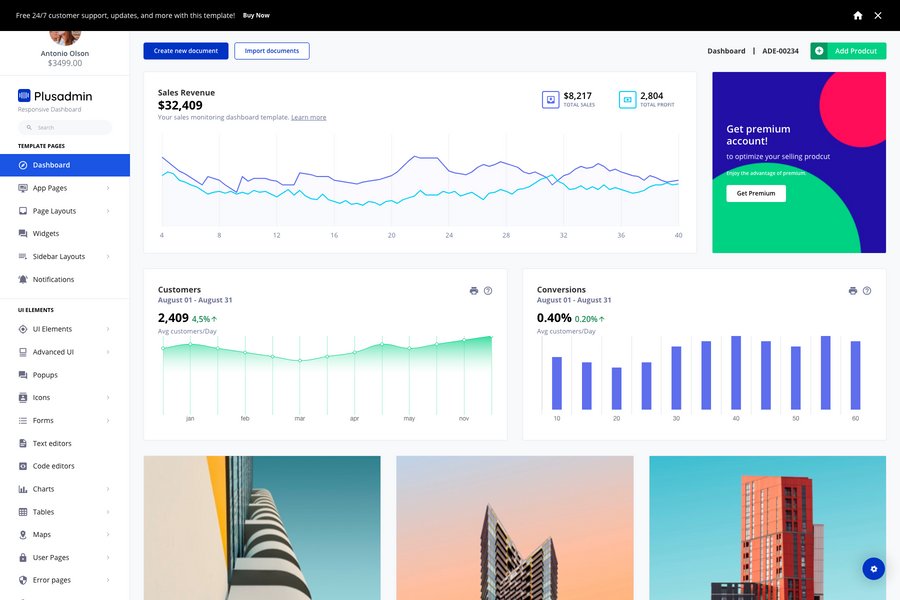 Free 24/7 customer support, updates, and more with this template! Buy Now
Antonio Olson
$3499.00
Plusadmin
Responsive Dashboard
Search
TEMPLATE PAGES
Dashboard
App Pages
Page Layouts
Widgets
Sidebar Layouts
Notifications
UI ELEMENTS
UI Elements
Advanced UI
Popups
Icons
Forms
Text editors
Code editors
Charts
Tables
Maps
User Pages
Error pages
Create new document
Import documents
Dashboard | ADE-00234
Add Prodcut
Sales Revenue
$32,409
Your sales monitoring dashboard template. Learn more
$8,217
TOTAL SALES
2,804
TOTAL PROFIT
4 8 12 16 20 24 28 32 36 40
Get premium
account!
to optimize your selling prodcut
Enjoy the advantage of premium.
Get Premium
Customers
August 01 - August 31
2,409 4,5%↑
Avg customers/Day
jan feb mar apr may nov
Conversions
August 01 - August 31
0.40% 0.20%↑
Avg customers/Day
10 20 30 40 50 60